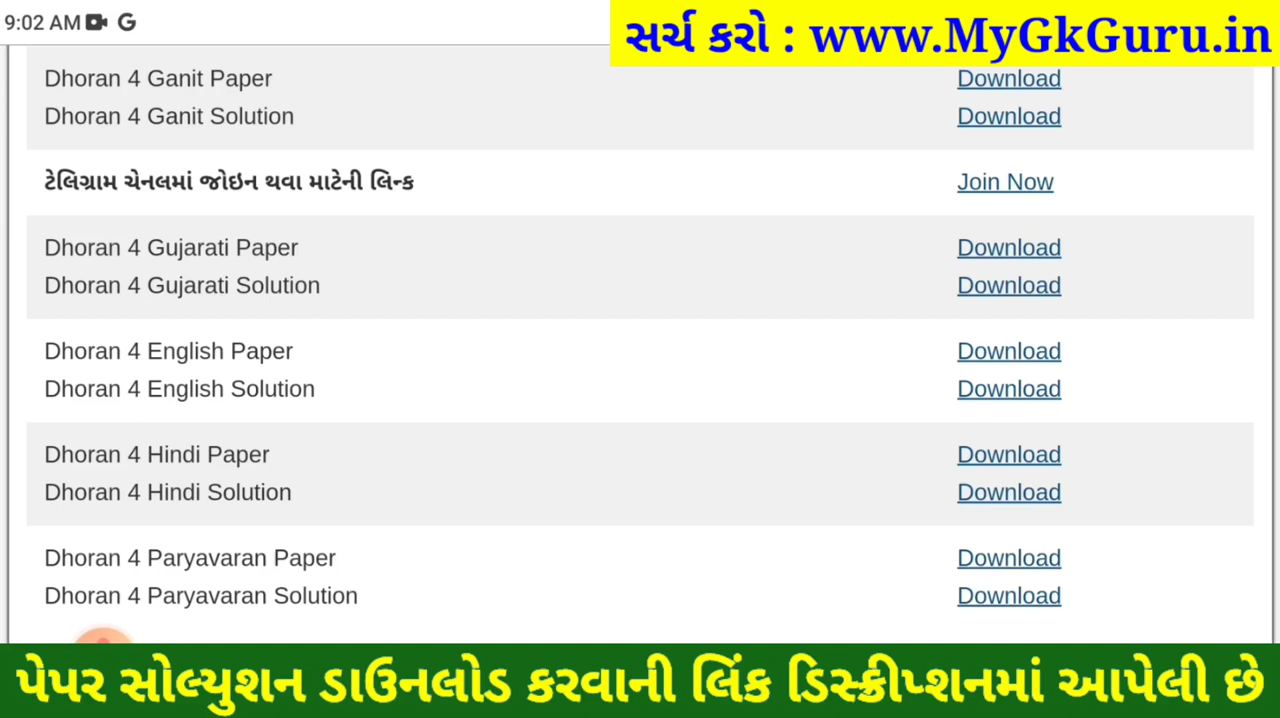 9:02 AM
સર્ચ કરો : www.MyGkGuru.in
Dhoran 4 Ganit Paper Download
Dhoran 4 Ganit Solution Download
ટેલિગ્રામ ચેનલમાં જોઇન થવા માટેની લિન્ક Join Now
Dhoran 4 Gujarati Paper Download
Dhoran 4 Gujarati Solution Download
Dhoran 4 English Paper Download
Dhoran 4 English Solution Download
Dhoran 4 Hindi Paper Download
Dhoran 4 Hindi Solution Download
Dhoran 4 Paryavaran Paper Download
Dhoran 4 Paryavaran Solution Download
પેપર સોલ્યુશન ડાઉનલોડ કરવાની લિંક ડિસ્ક્રીપ્શનમાં આપેલી છે